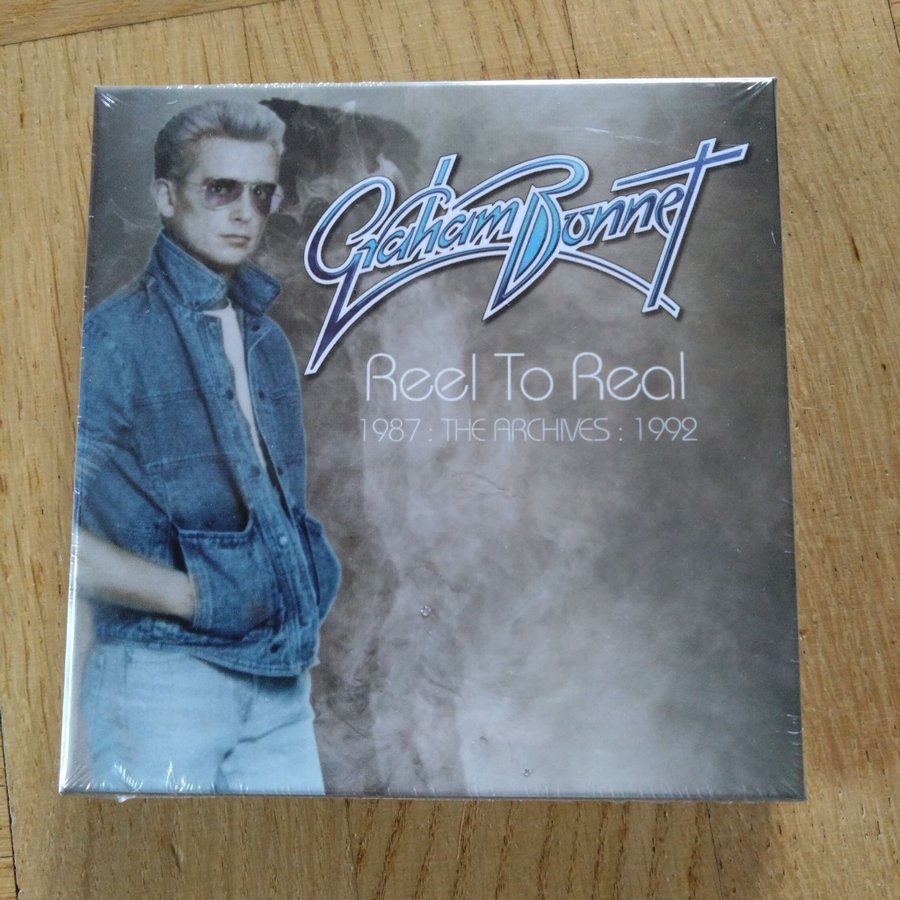 Graham Bonnet
Reel To Real
1987 : THE ARCHIVES : 1992